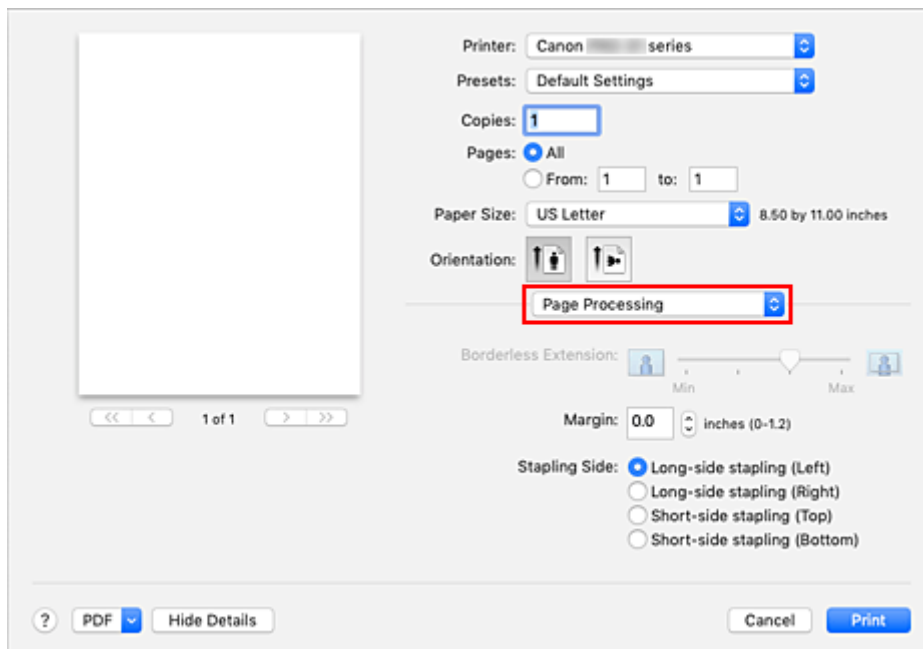 Printer: Canon series
Presets: Default Settings
Copies: 1
Pages: All
From: 1 to: 1
Paper Size: US Letter 8.50 by 11.00 inches
Orientation:
Page Processing
Borderless Extension:
Min Max
1 of 1
Margin: 0.0 inches (0-1.2)
Stapling Side: Long-side stapling (Left)
Long-side stapling (Right)
Short-side stapling (Top)
Short-side stapling (Bottom)
? PDF Hide Details Cancel Print